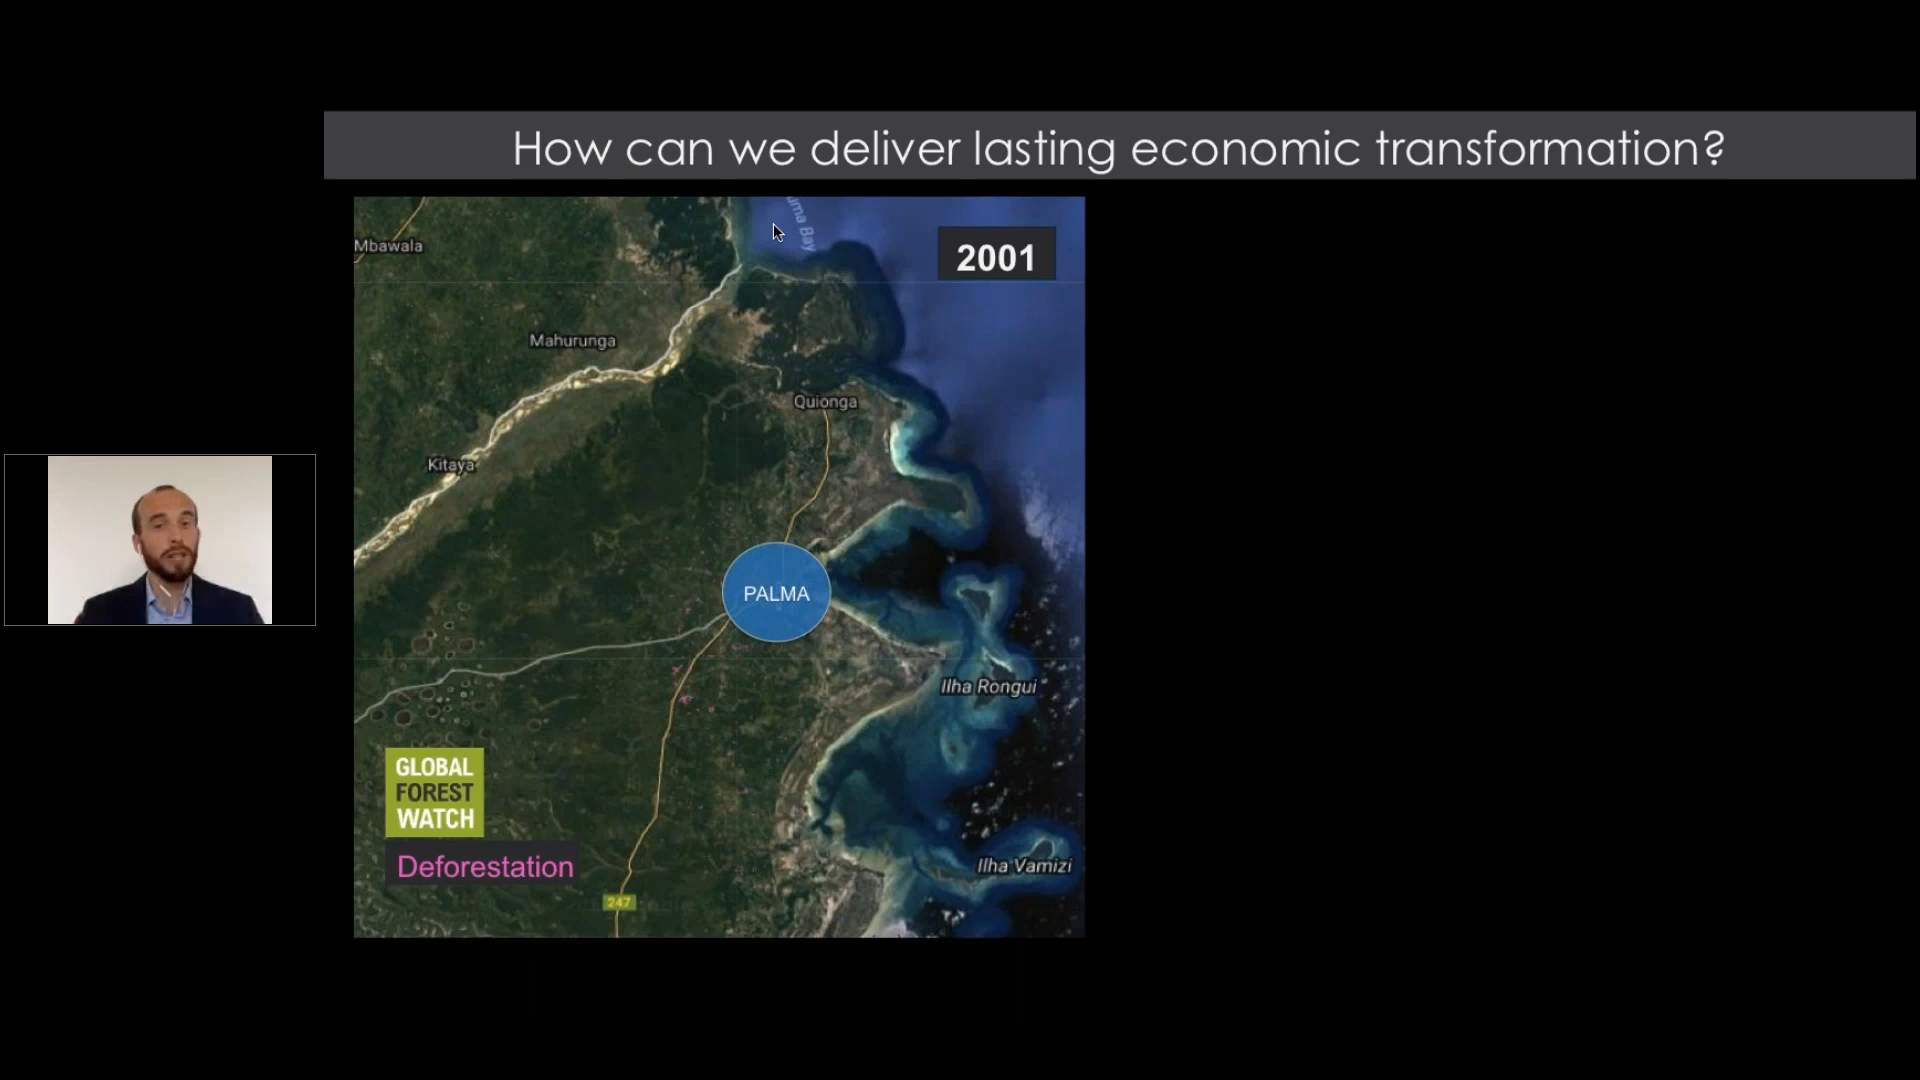 How can we deliver lasting economic transformation?
Mbawala
Bay
2001
Mahurunga
Quionga
Kitaya
PALMA
Ilha Rongui
GLOBAL
FOREST
WATCH
Deforestation
Ilha Vamizi
247